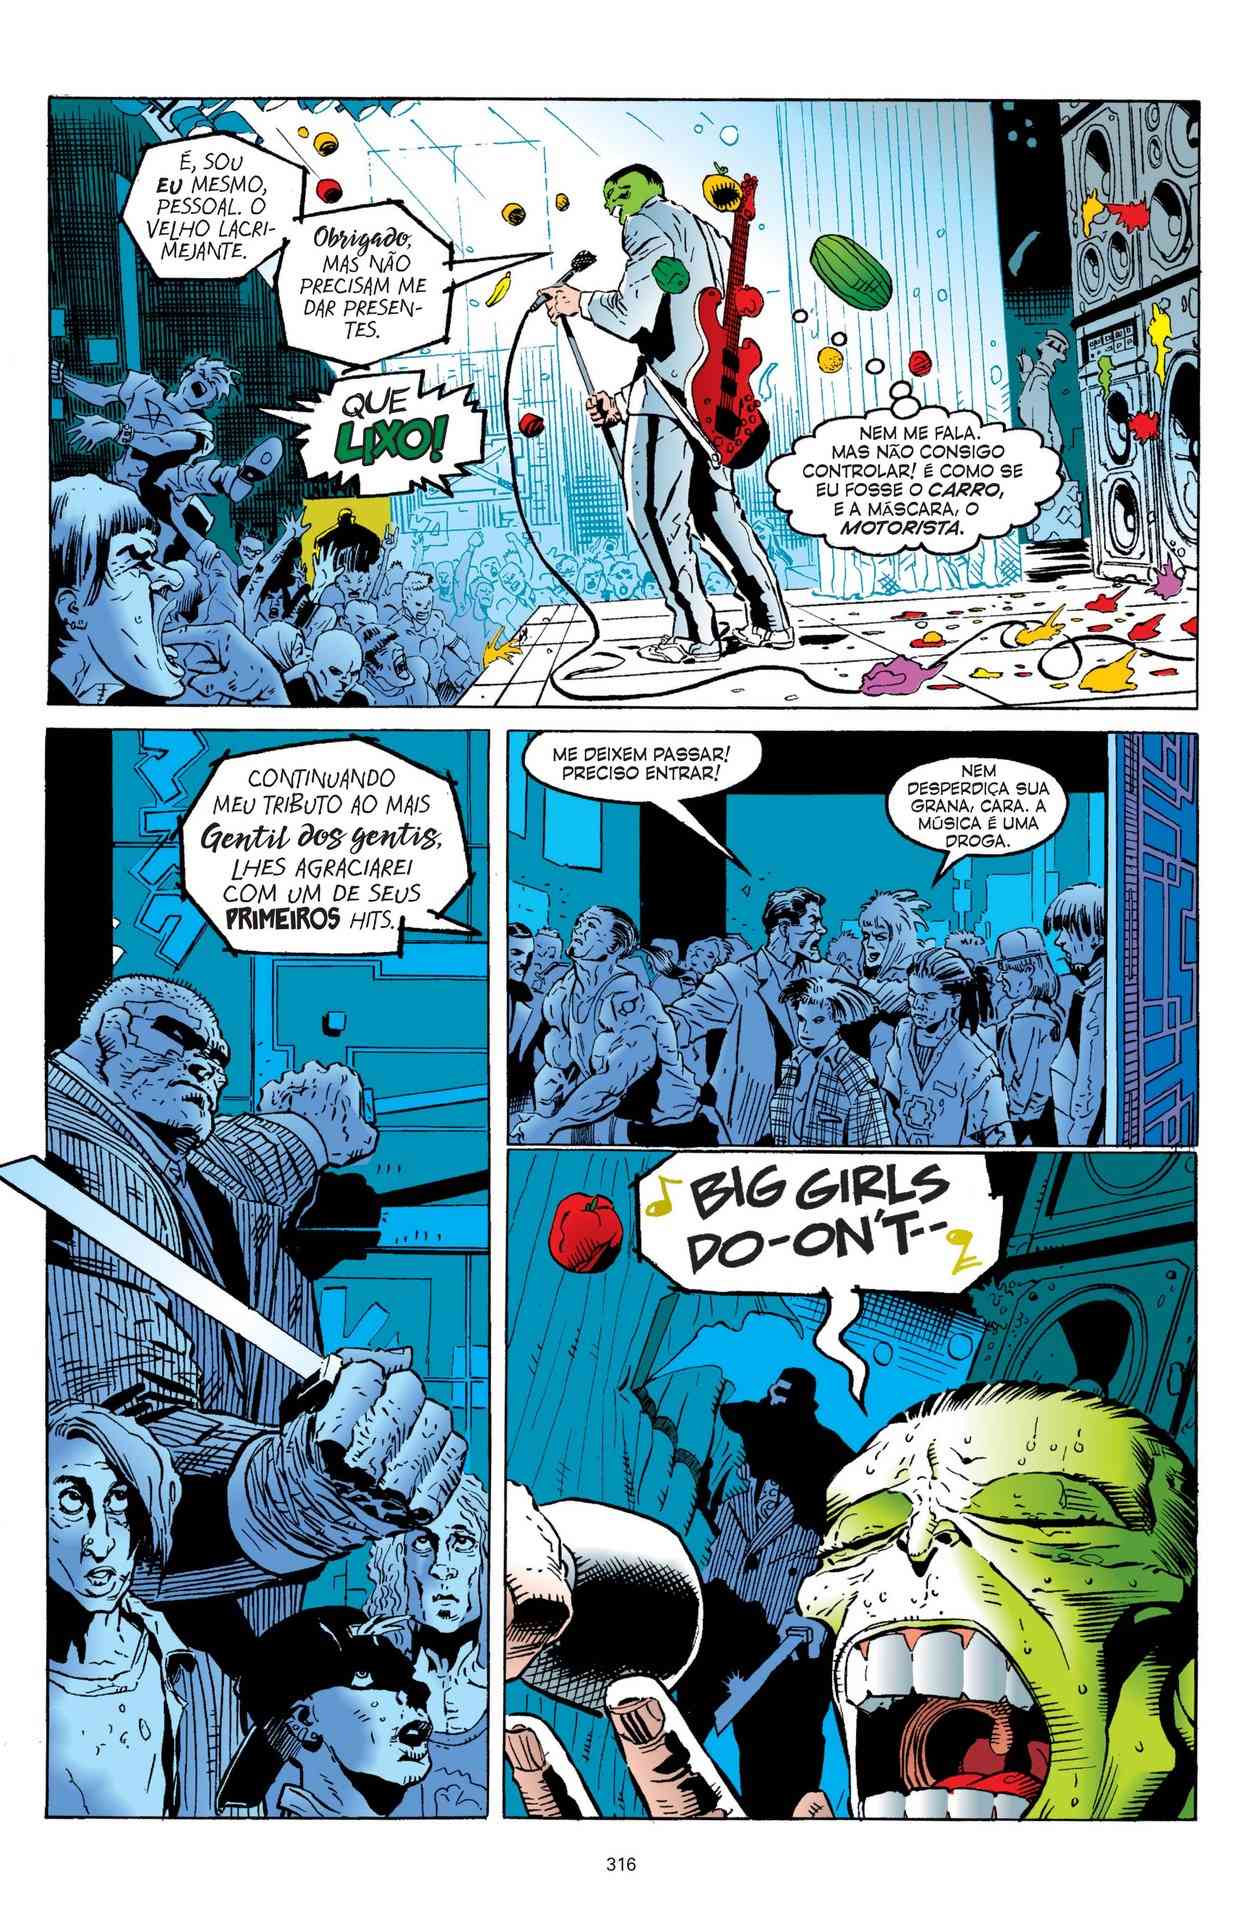 É, SOU
EU MESMO,
PESSOAL. O
VELHO LACRI-
MEJANTE.
Obrigado,
MAS NÃO
PRECISAM ME
DAR PRESEN-
TES.
QUE
LIXO!
NEM ME FALA.
MAS NÃO CONSIGO
CONTROLAR! É COMO SE
EU FOSSE O CARRO,
E A MÁSCARA, O
MOTORISTA.
CONTINUANDO
MEU TRIBUTO AO MAIS
Gentil dos gentis,
LHES AGRACIAREI
COM UM DE SEUS
PRIMEIROS HITS.
ME DEIXEM PASSAR!
PRECISO ENTRAR!
NEM
DESPERDIÇA SUA
GRANA, CARA. A
MÚSICA É UMA
DROGA.
BIG GIRLS
DO-ON'T--
316